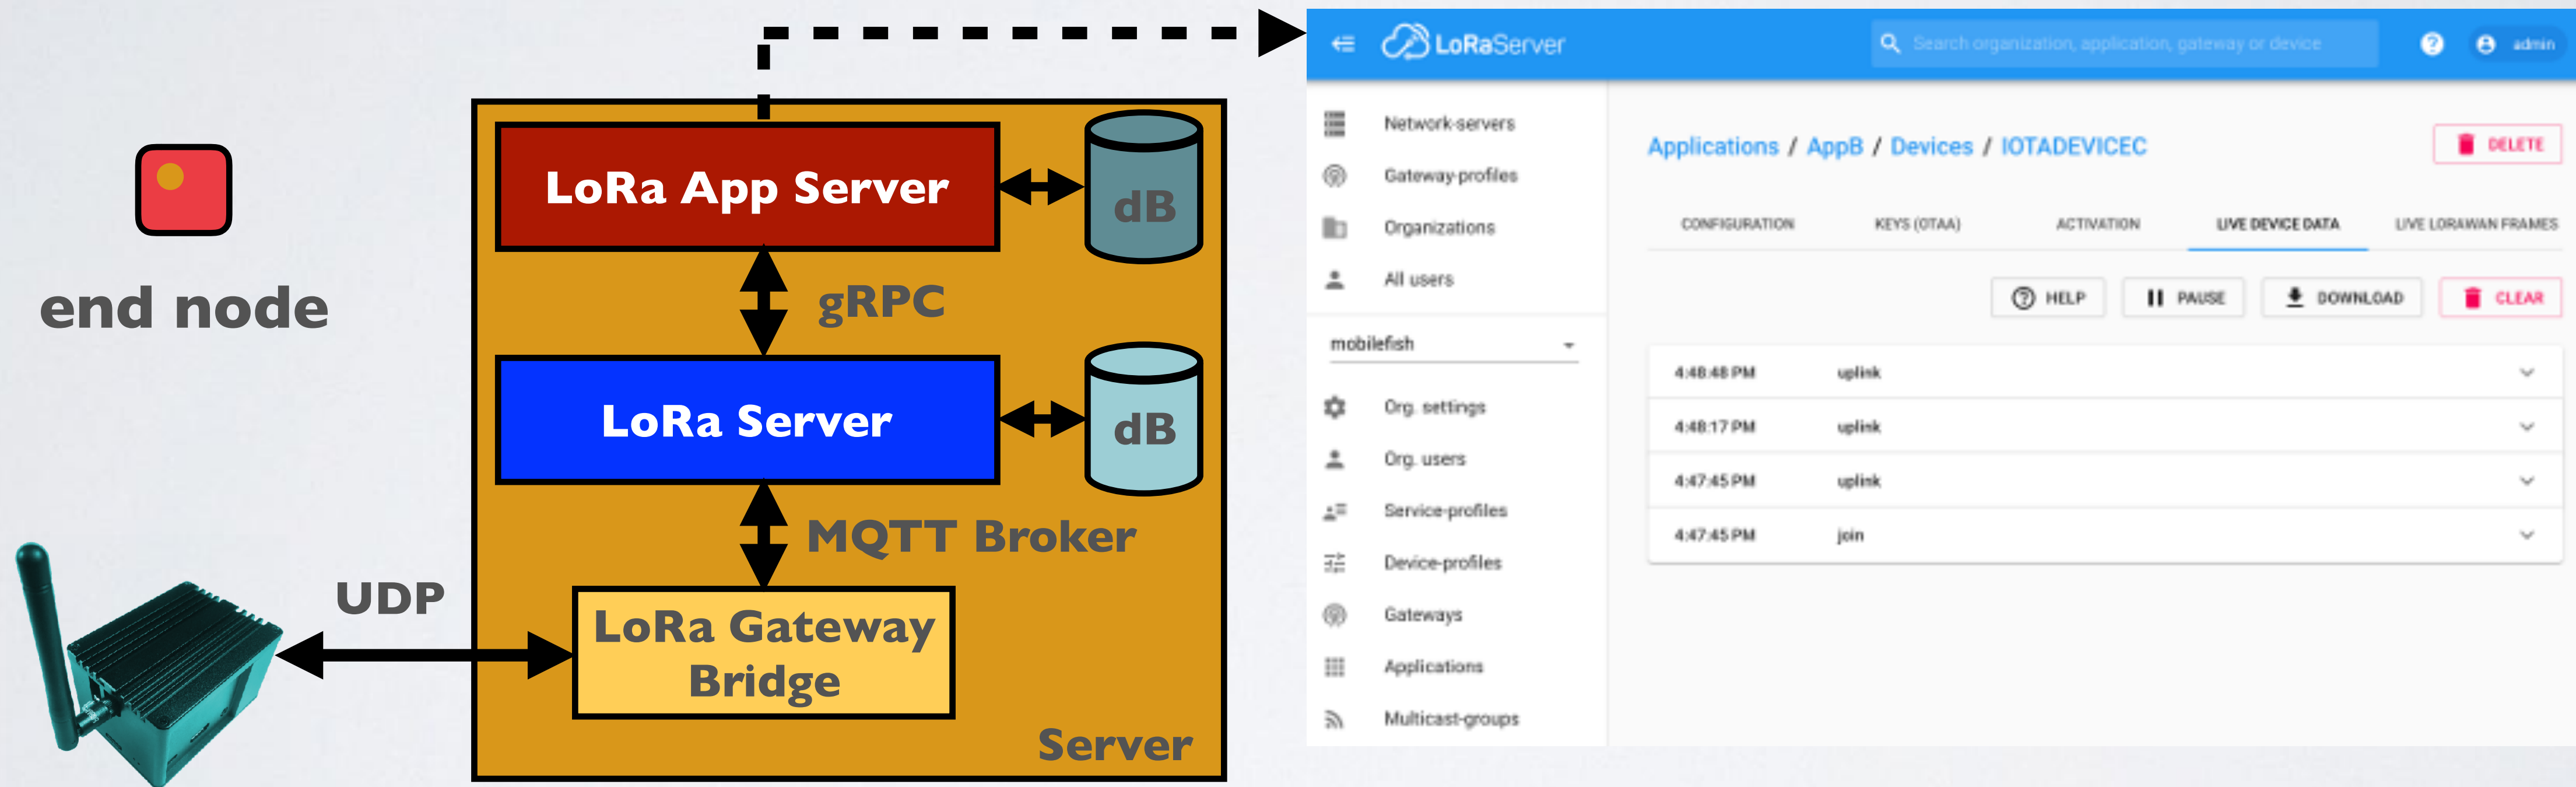 end node
UDP
LoRa App Server
dB
gRPC
LoRa Server
dB
MQTT Broker
LoRa Gateway
Bridge
Server
LoRaServer
Search organization, application, gateway or device
admin
Network-servers
Gateway-profiles
Organizations
All users
mobilefish
Org. settings
Org. users
Service-profiles
Device-profiles
Gateways
Applications
Multicast-groups
Applications / AppB / Devices / IOTADEVICEC
DELETE
CONFIGURATION KEYS (OTAA) ACTIVATION LIVE DEVICE DATA LIVE LORAWAN FRAMES
HELP PAUSE DOWNLOAD CLEAR
4:48:48 PM uplink
4:48:17 PM uplink
4:47:45 PM uplink
4:47:45 PM join